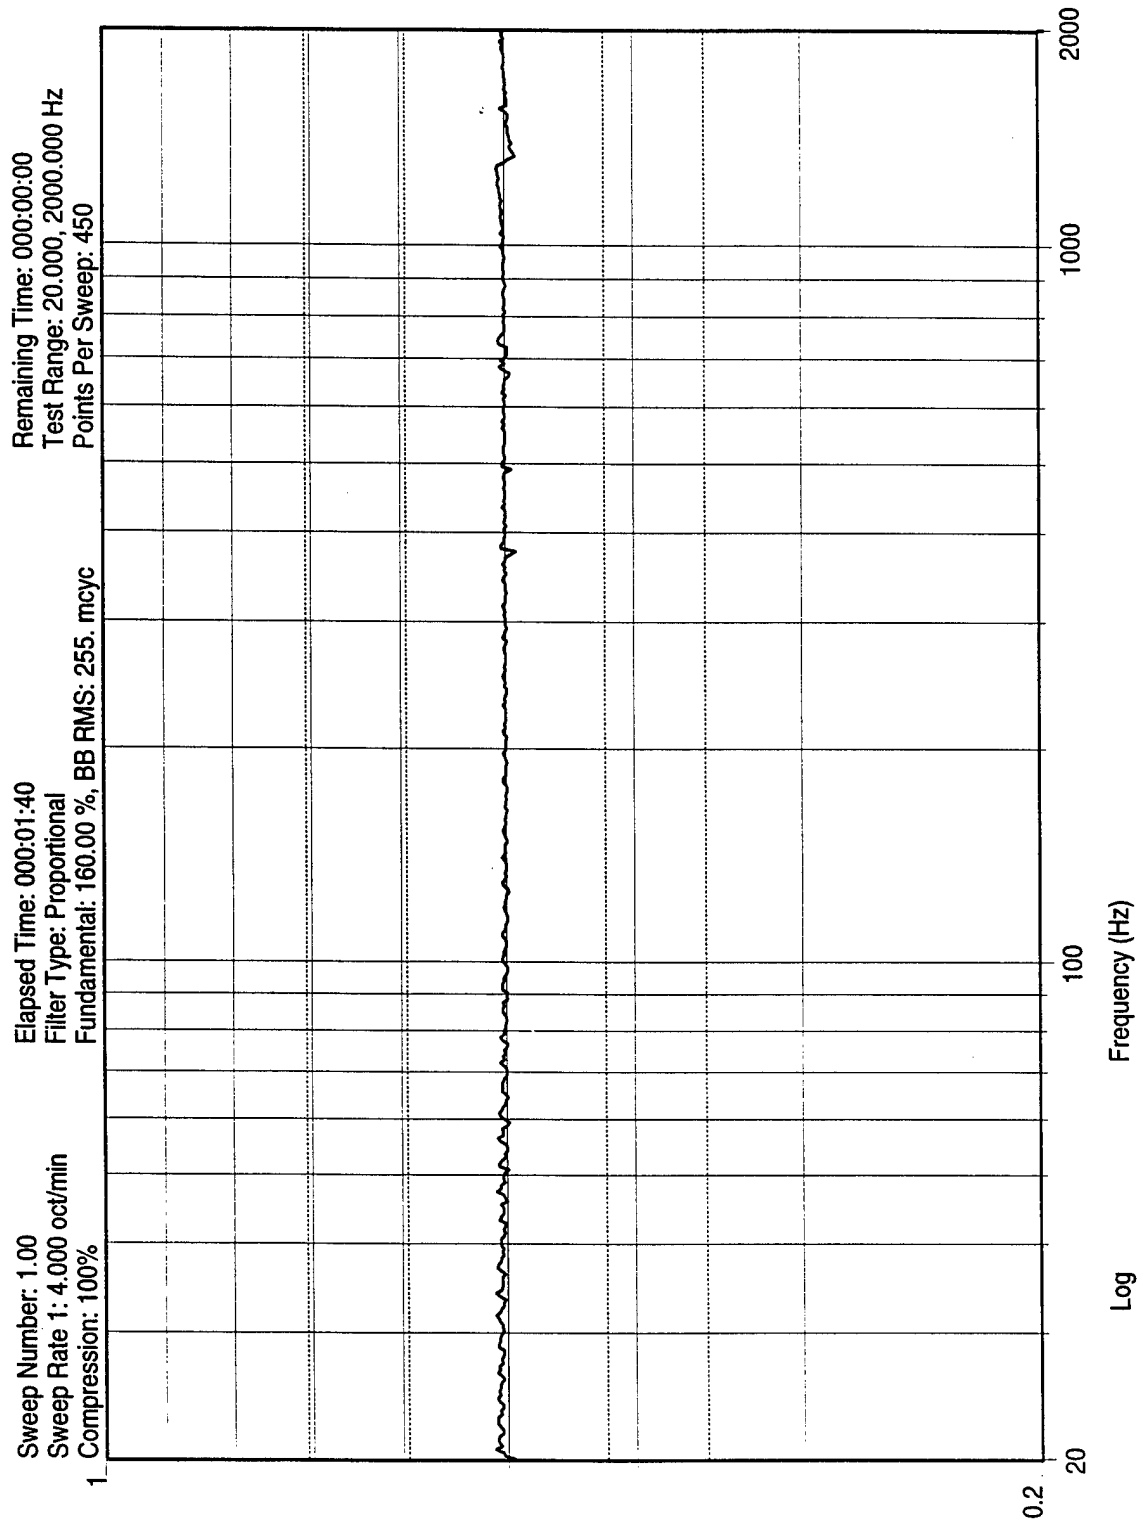 Sweep Number: 1.00
Elapsed Time: 000:01:40
Remaining Time: 000:00:00
Sweep Rate 1: 4.000 oct/min
Filter Type: Proportional
Test Range: 20.000, 2000.000 Hz
Compression: 100%
Fundamental: 160.00 %, BB RMS: 255. mcyc
Points Per Sweep: 450
1
0.2
20
100
1000
2000
Log
Frequency (Hz)